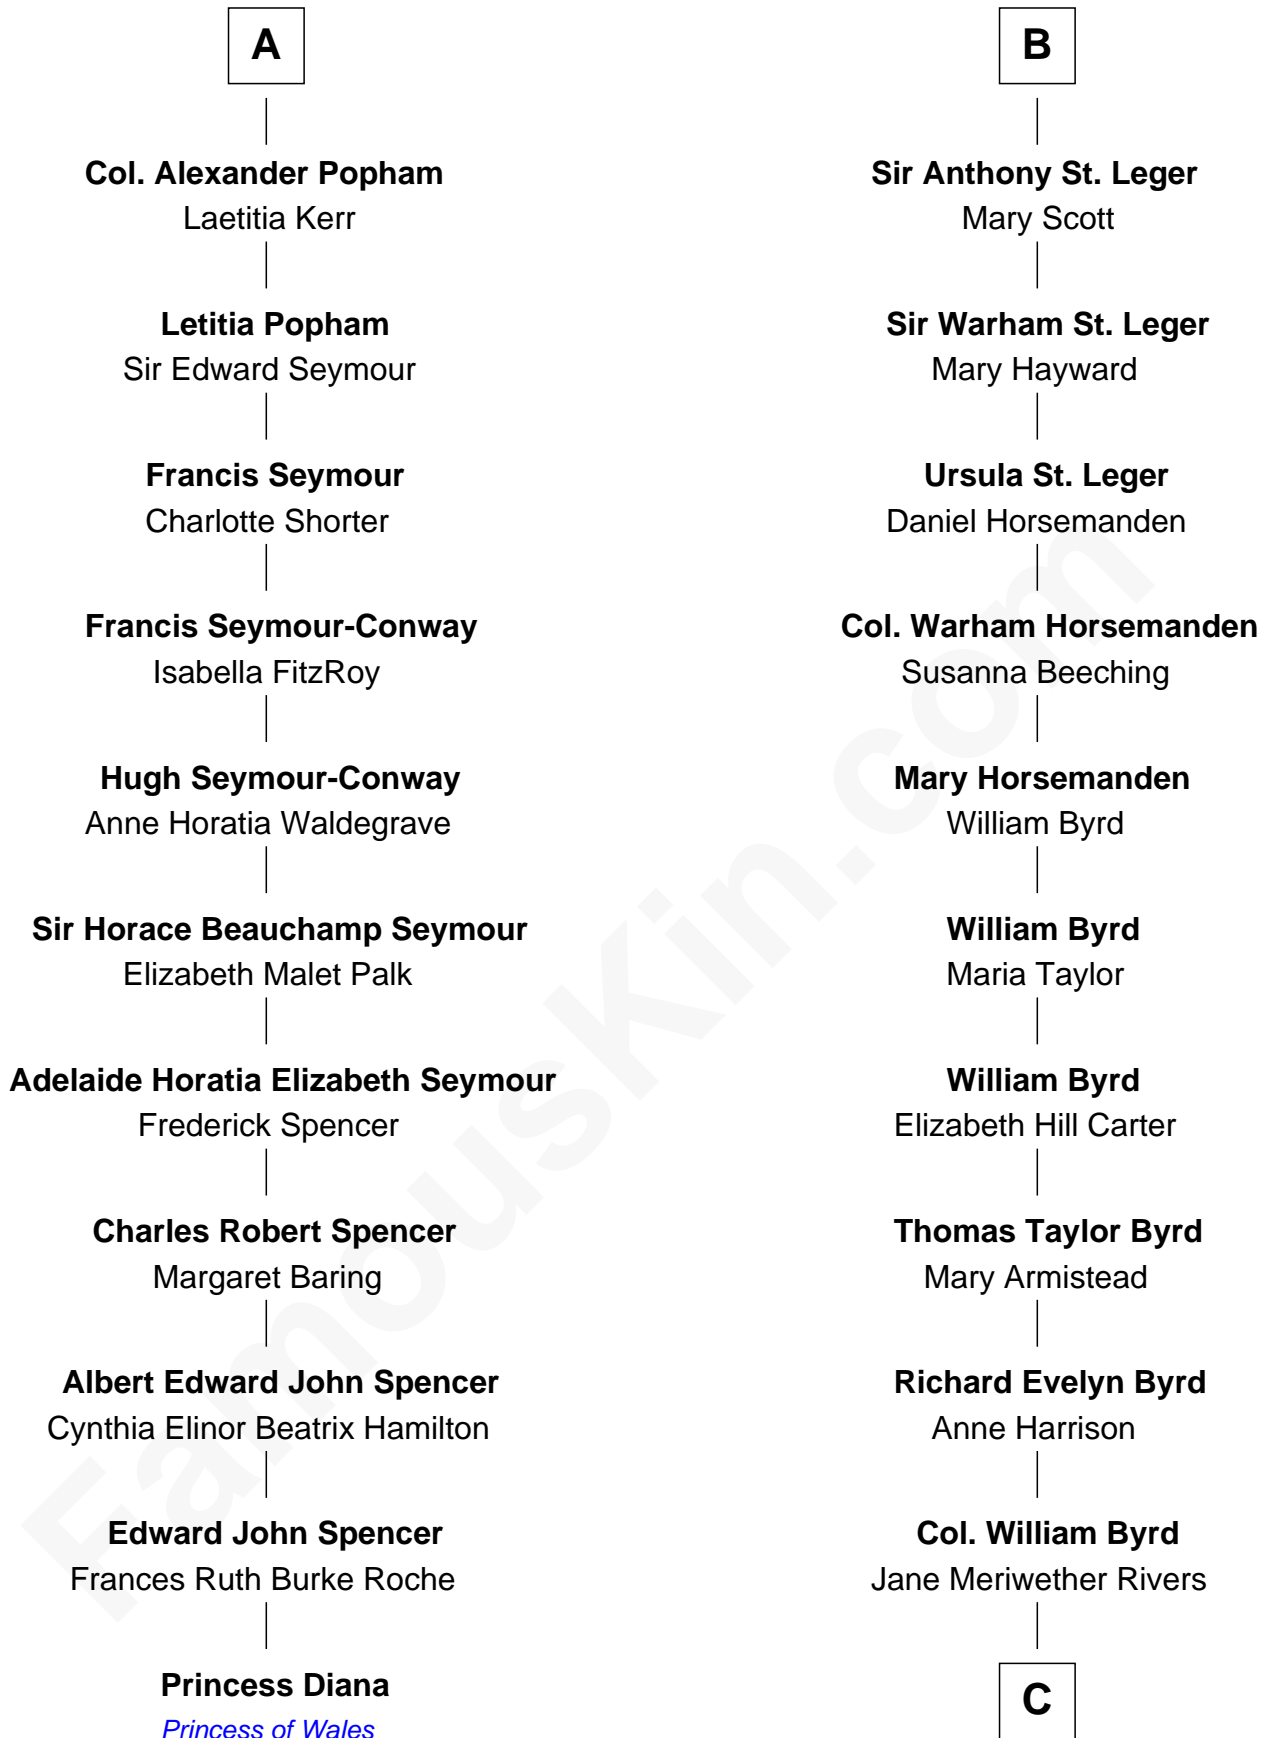 A
Col. Alexander Popham
Laetitia Kerr
Letitia Popham
Sir Edward Seymour
Francis Seymour
Charlotte Shorter
Francis Seymour-Conway
Isabella FitzRoy
Hugh Seymour-Conway
Anne Horatia Waldegrave
Sir Horace Beauchamp Seymour
Elizabeth Malet Palk
Adelaide Horatia Elizabeth Seymour
Frederick Spencer
Charles Robert Spencer
Margaret Baring
Albert Edward John Spencer
Cynthia Elinor Beatrix Hamilton
Edward John Spencer
Frances Ruth Burke Roche
Princess Diana
Princess of Wales
B
Sir Anthony St. Leger
Mary Scott
Sir Warham St. Leger
Mary Hayward
Ursula St. Leger
Daniel Horsemanden
Col. Warham Horsemanden
Susanna Beeching
Mary Horsemanden
William Byrd
William Byrd
Maria Taylor
William Byrd
Elizabeth Hill Carter
Thomas Taylor Byrd
Mary Armistead
Richard Evelyn Byrd
Anne Harrison
Col. William Byrd
Jane Meriwether Rivers
C
FamousKin.com